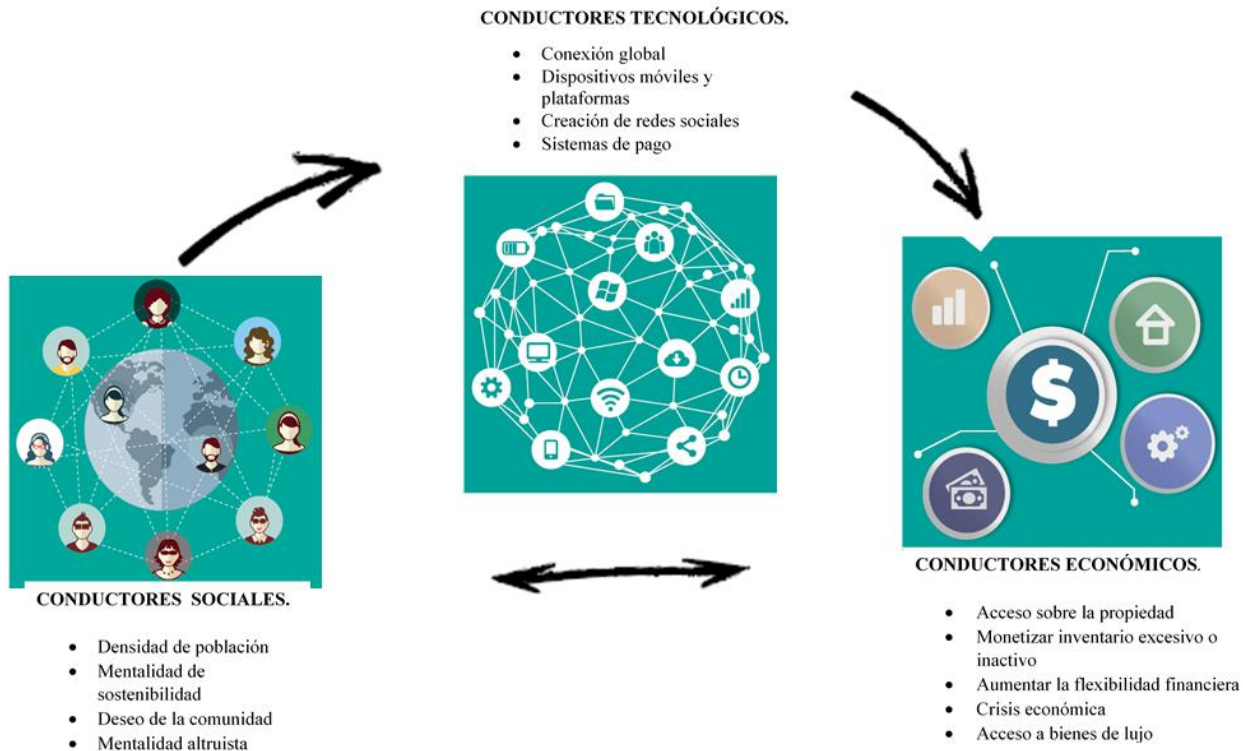 CONDUCTORES TECNOLÓGICOS.
• Conexión global
• Dispositivos móviles y
plataformas
• Creación de redes sociales
• Sistemas de pago
$
CONDUCTORES SOCIALES.
• Densidad de población
• Mentalidad de
sostenibilidad
• Deseo de la comunidad
• Mentalidad altruista
CONDUCTORES ECONÓMICOS.
• Acceso sobre la propiedad
• Monetizar inventario excesivo o
inactivo
• Aumentar la flexibilidad financiera
• Crisis económica
• Acceso a bienes de lujo